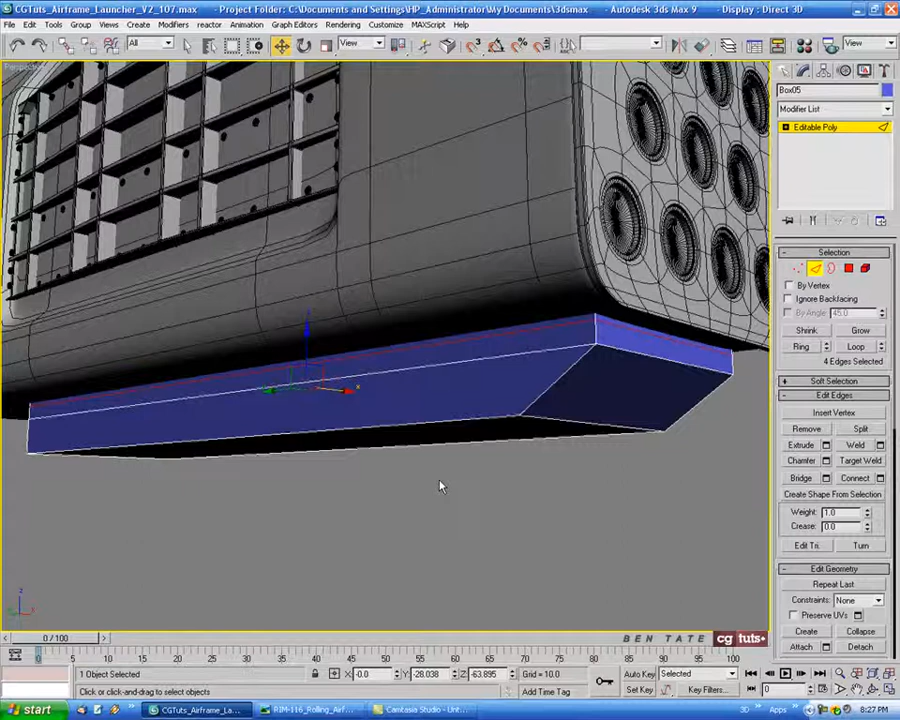 CGTuts_Airframe_Launcher_V2_107.max - Project Folder: C:\Documents and Settings\HP_Administrator\My Documents\3dsmax - Autodesk 3ds Max 9 - Display : Direct 3D
File Edit Tools Group Views Create Modifiers reactor Animation Graph Editors Rendering Customize MAXScript Help
All View View
Perspective
Box05
Modifier List
Editable Poly
Selection
By Vertex
Ignore Backfacing
By Angle: 45.0
Shrink Grow
Ring Loop
4 Edges Selected
Soft Selection
Edit Edges
Insert Vertex
Remove Split
Extrude Weld
Chamfer Target Weld
Bridge Connect
Create Shape From Selection
Weight: 1.0
Crease: 0.0
Edit Tri. Turn
Edit Geometry
Repeat Last
Constraints: None
Preserve UVs
Create Collapse
Attach Detach
x
z
0 / 100
BEN TATE cg tuts+
0 5 10 15 20 25 30 35 40 45 50 55 60 65 70 75 80 85 90 95 100
1 Object Selected X -0.0 Y -28.038 Z -63.895 Grid = 10.0 Auto Key Selected
Click or click-and-drag to select objects Add Time Tag Set Key Key Filters... 0
start CGTuts_Airframe_La... RIM-116_Rolling_Airf... Camtasia Studio - Unt... 3D Apps 8:27 PM